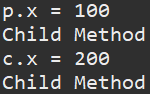 p.x = 100
Child Method
c.x = 200
Child Method